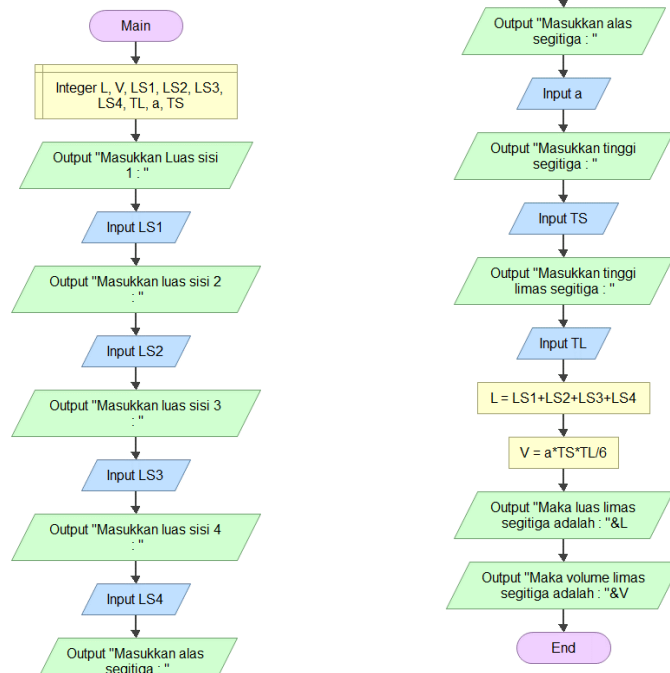 Main
Integer L, V, LS1, LS2, LS3,
LS4, TL, a, TS
Output "Masukkan Luas sisi
1 : "
Input LS1
Output "Masukkan luas sisi 2
: "
Input LS2
Output "Masukkan luas sisi 3
: "
Input LS3
Output "Masukkan luas sisi 4
: "
Input LS4
Output "Masukkan alas
segitiga : "
Output "Masukkan alas
segitiga : "
Input a
Output "Masukkan tinggi
segitiga : "
Input TS
Output "Masukkan tinggi
limas segitiga : "
Input TL
L = LS1+LS2+LS3+LS4
V = a*TS*TL/6
Output "Maka luas limas
segitiga adalah : "&L
Output "Maka volume limas
segitiga adalah : "&V
End